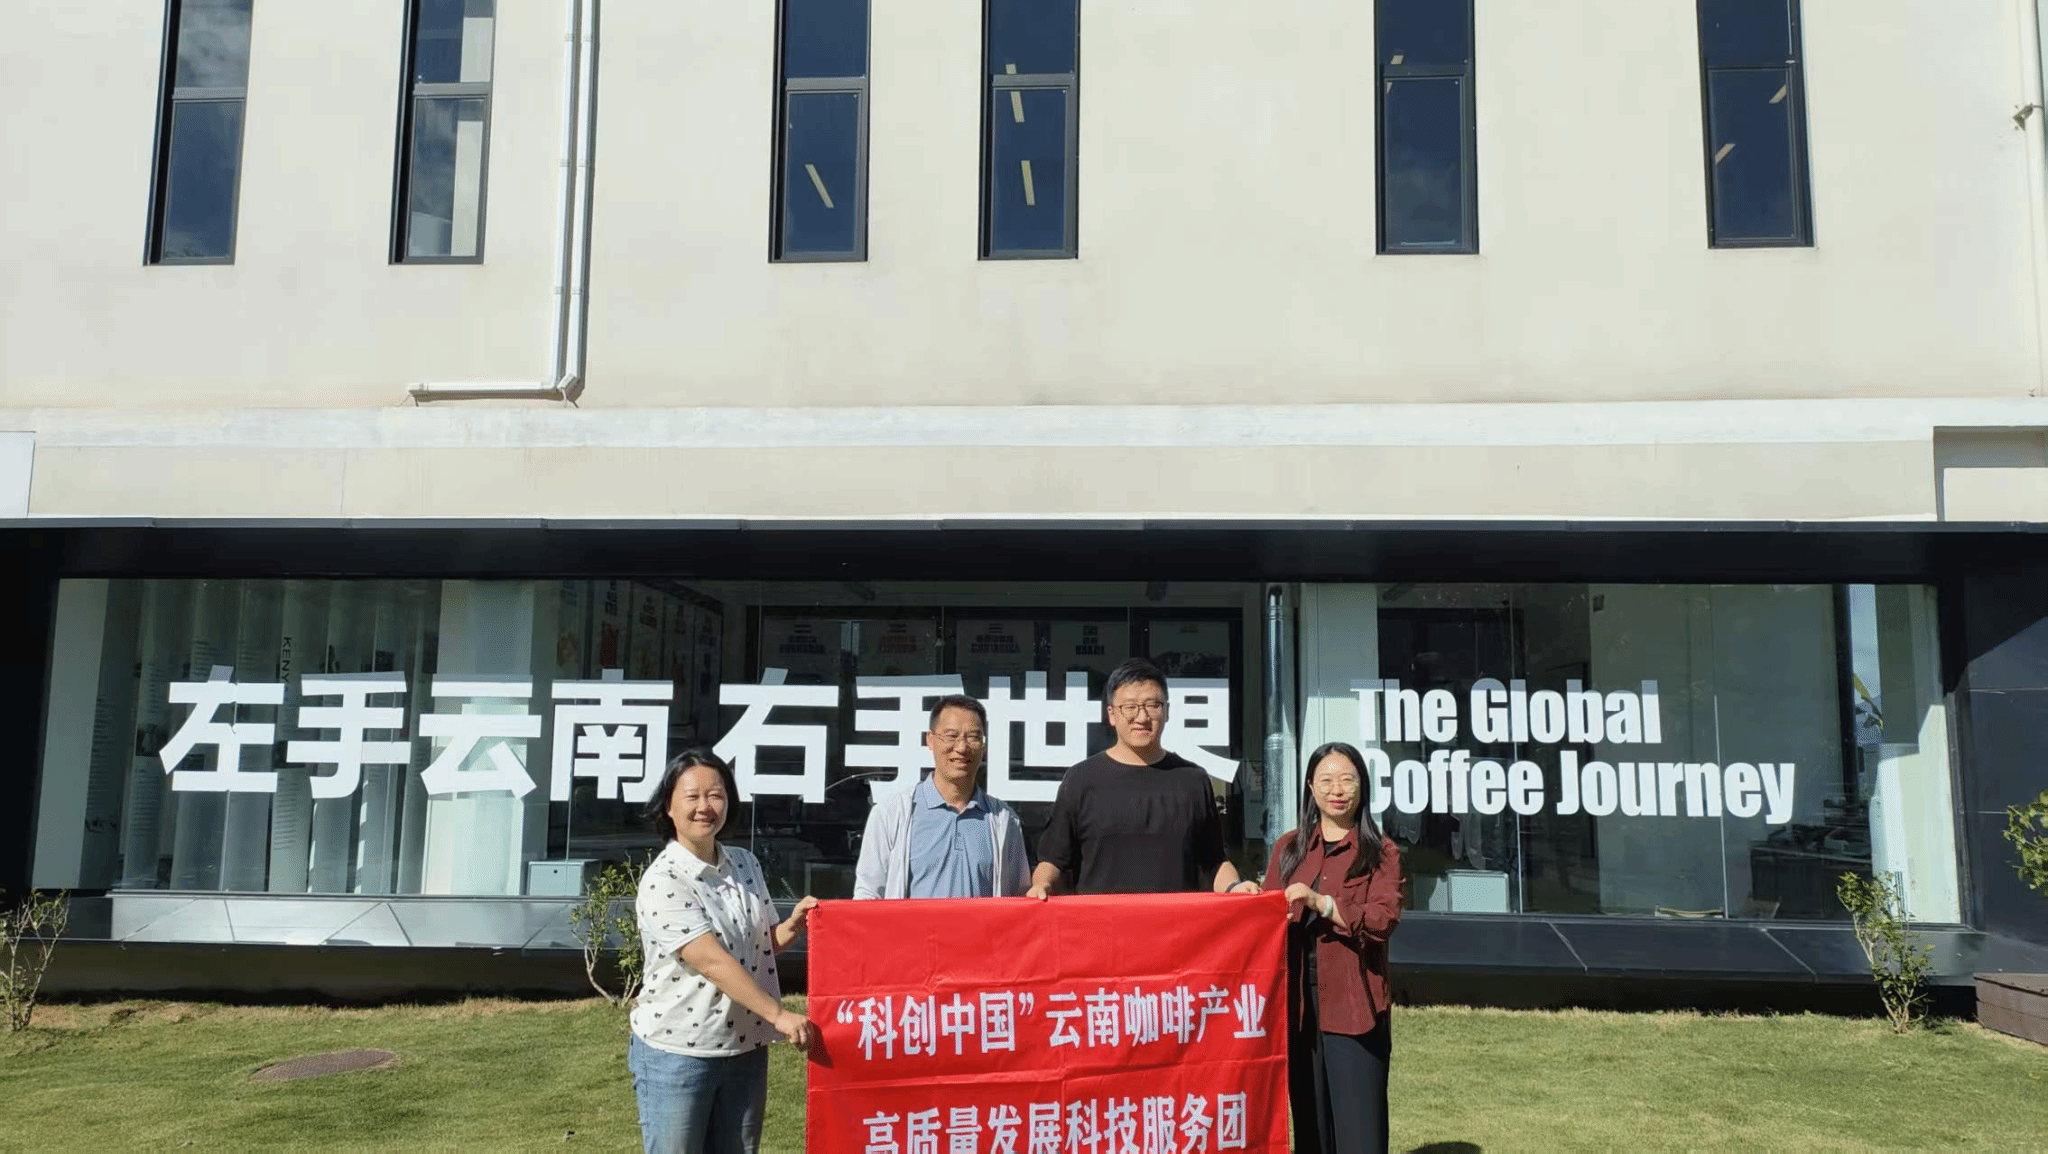 左手云南 右手世界
The Global
Coffee Journey
KENY
“科创中国”云南咖啡产业
高质量发展科技服务团